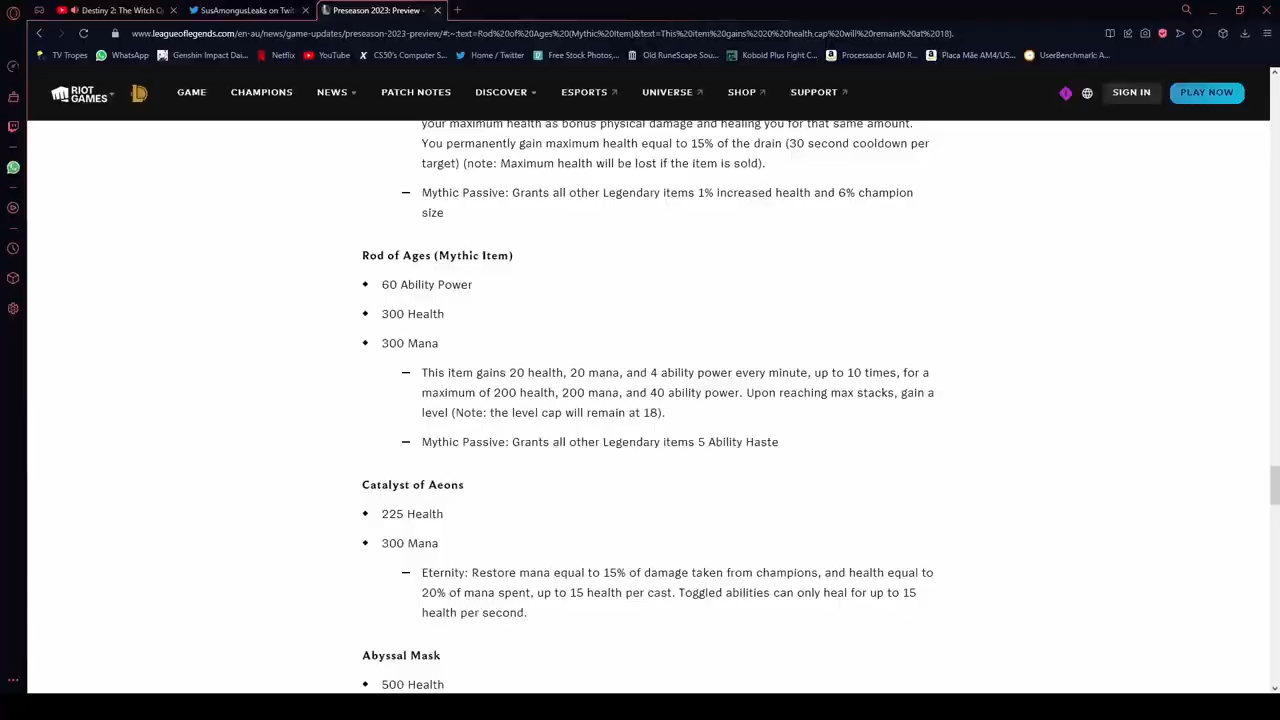 Destiny 2: The Witch Q
SusAmongusLeaks on Twit
Preseason 2023: Preview -
www.leagueoflegends.com/en-au/news/game-updates/preseason-2023-preview/#:~:text=Rod%20of%20Ages (Mythic Item)&text=This%20item%20gains%2020%20health,cap%20will remain at%2018).
TV Tropes WhatsApp Genshin Impact Dai... Netflix YouTube CS50's Computer S... Home / Twitter Free Stock Photos,... Old RuneScape Sou... Kobold Plus Fight C... Processador AMD R... Placa Mãe AM4/US... UserBenchmark: A...
RIOT GAMES GAME CHAMPIONS NEWS PATCH NOTES DISCOVER ESPORTS UNIVERSE SHOP SUPPORT SIGN IN PLAY NOW
your maximum health as bonus physical damage and healing you for that same amount.
You permanently gain maximum health equal to 15% of the drain (30 second cooldown per
target) (note: Maximum health will be lost if the item is sold).
– Mythic Passive: Grants all other Legendary items 1% increased health and 6% champion
size
Rod of Ages (Mythic Item)
60 Ability Power
300 Health
300 Mana
– This item gains 20 health, 20 mana, and 4 ability power every minute, up to 10 times, for a
maximum of 200 health, 200 mana, and 40 ability power. Upon reaching max stacks, gain a
level (Note: the level cap will remain at 18).
– Mythic Passive: Grants all other Legendary items 5 Ability Haste
Catalyst of Aeons
225 Health
300 Mana
– Eternity: Restore mana equal to 15% of damage taken from champions, and health equal to
20% of mana spent, up to 15 health per cast. Toggled abilities can only heal for up to 15
health per second.
Abyssal Mask
500 Health